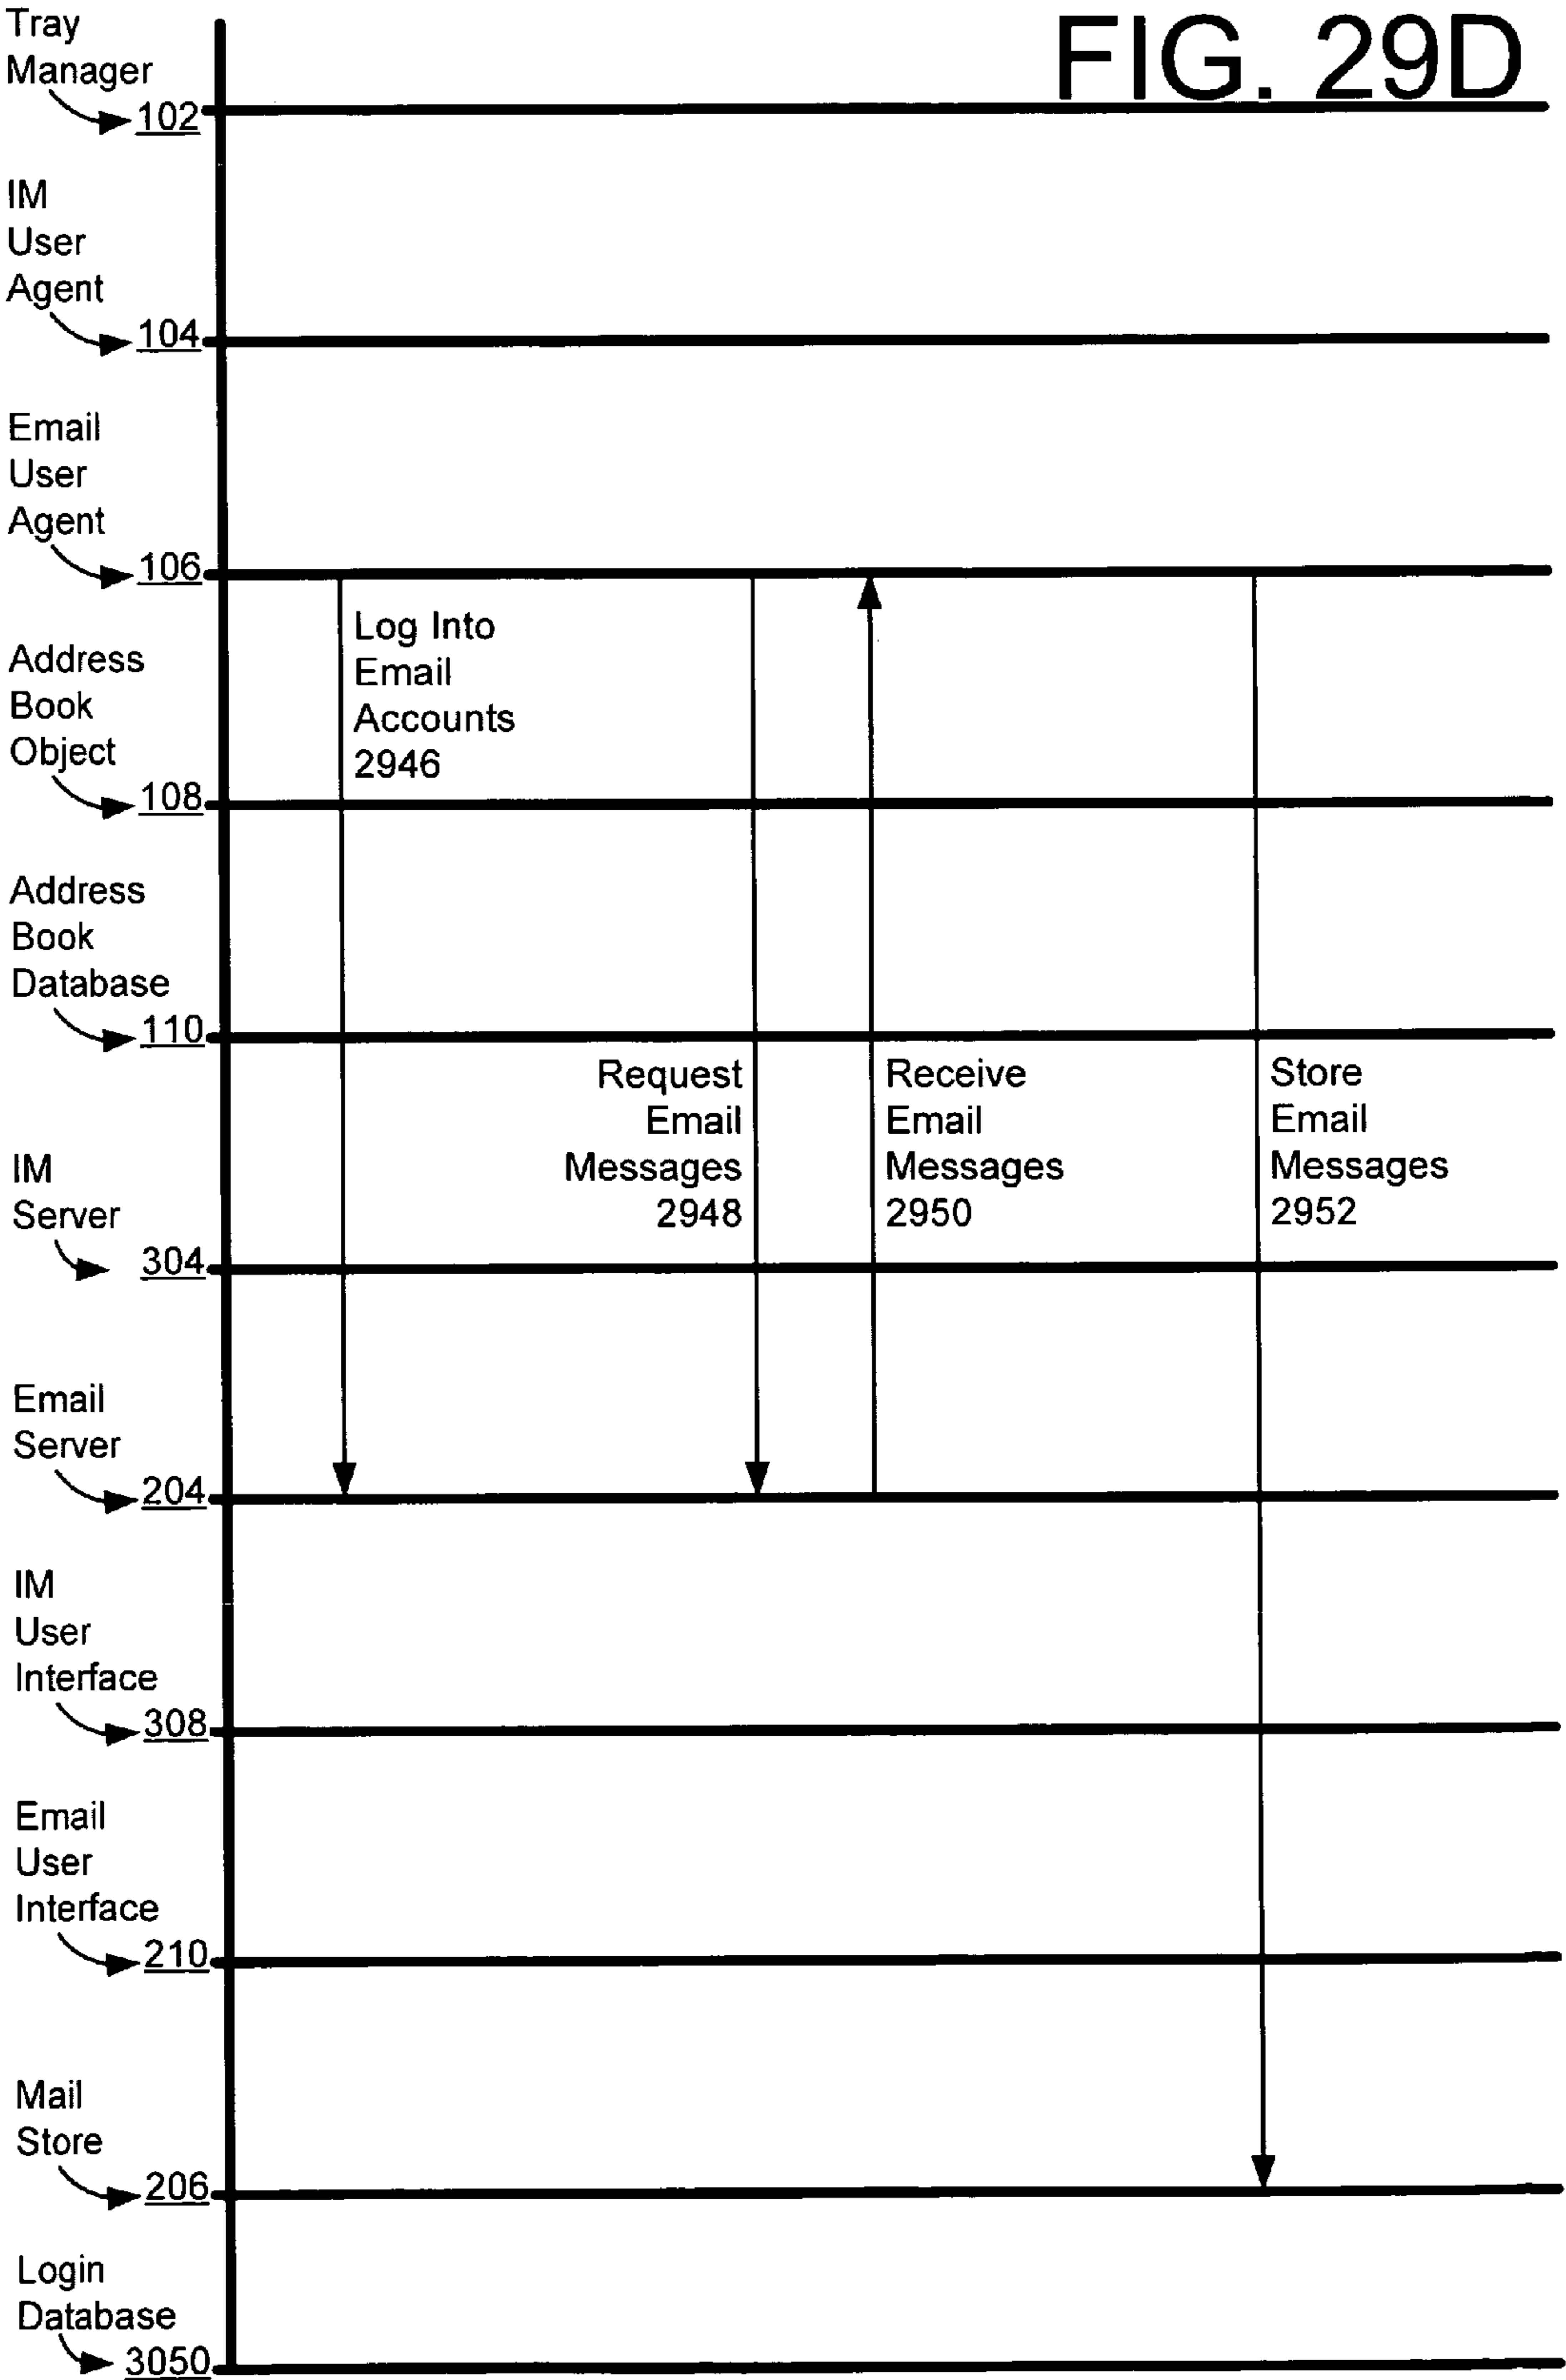 FIG. 29D
Tray
Manager
102
IM
User
Agent
104
Email
User
Agent
106
Log Into
Email
Accounts
2946
Address
Book
Object
108
Address
Book
Database
110
Request
Email
Messages
2948
Receive
Email
Messages
2950
Store
Email
Messages
2952
IM
Server
304
Email
Server
204
IM
User
Interface
308
Email
User
Interface
210
Mail
Store
206
Login
Database
3050